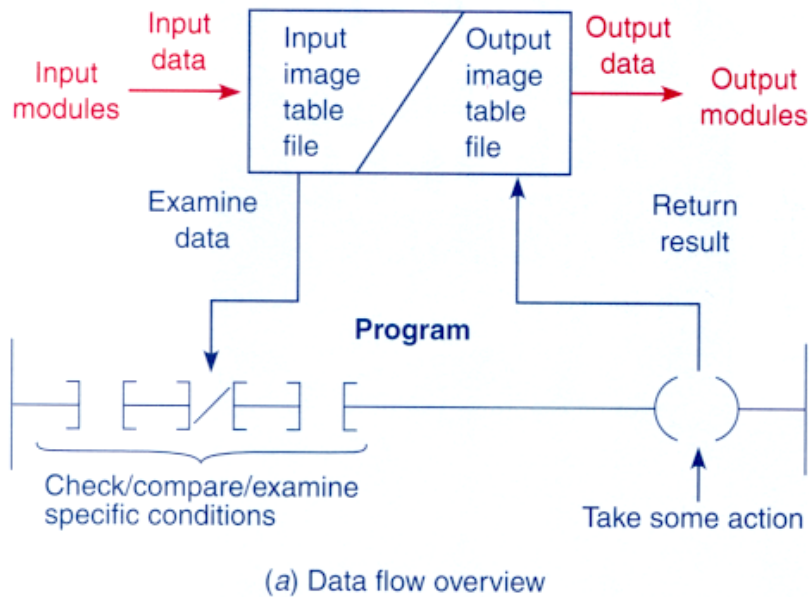 Input
data
Input
modules
Input
image
table
file
Output
image
table
file
Output
data
Output
modules
Examine
data
Return
result
Program
Check/compare/examine
specific conditions
Take some action
(a) Data flow overview